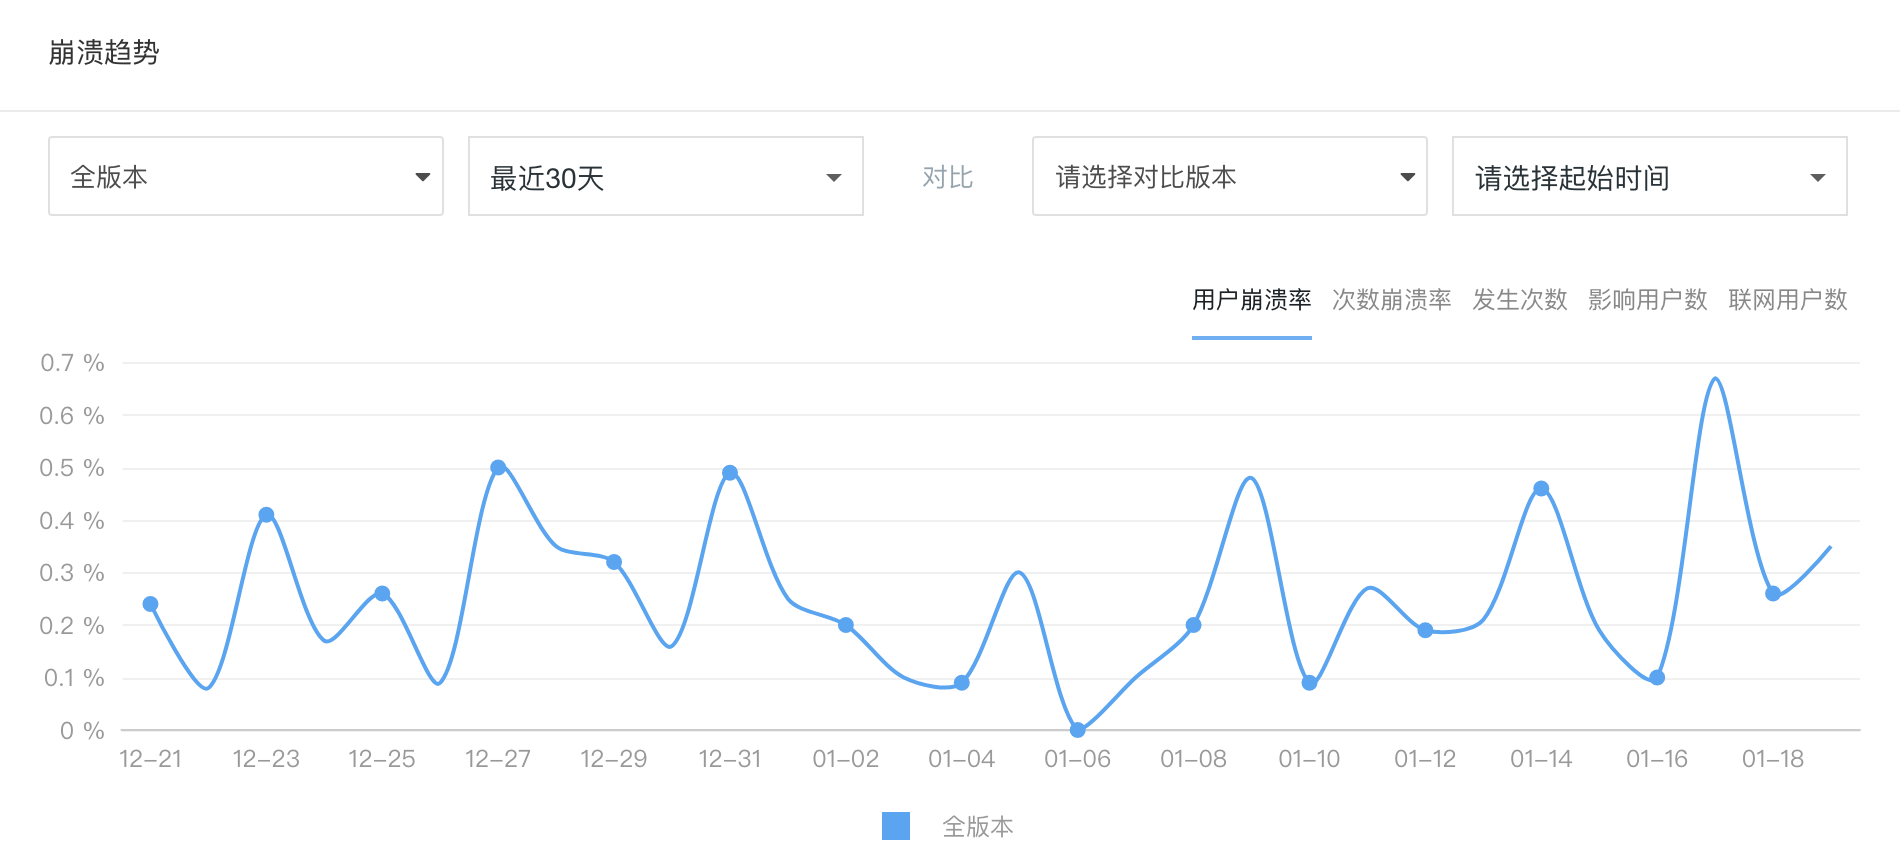 崩溃趋势
全版本 最近30天 对比 请选择对比版本 请选择起始时间
用户崩溃率 次数崩溃率 发生次数 影响用户数 联网用户数
0.7 %
0.6 %
0.5 %
0.4 %
0.3 %
0.2 %
0.1 %
0 %
12-21 12-23 12-25 12-27 12-29 12-31 01-02 01-04 01-06 01-08 01-10 01-12 01-14 01-16 01-18
全版本